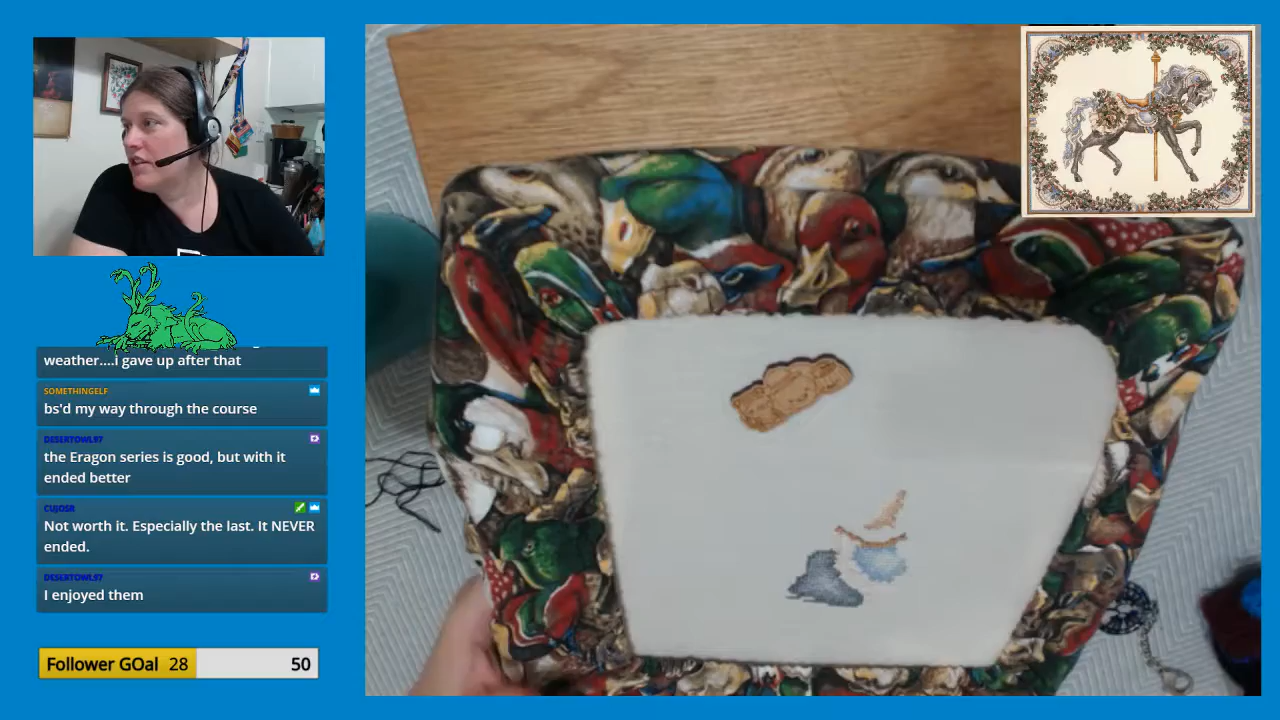 weather....i gave up after that
SOMETHINGELF
bs'd my way through the course
DESERTOWL97
the Eragon series is good, but with it
ended better
CUJOSR
Not worth it. Especially the last. It NEVER
ended.
DESERTOWL97
I enjoyed them
Follower GOal 28 50